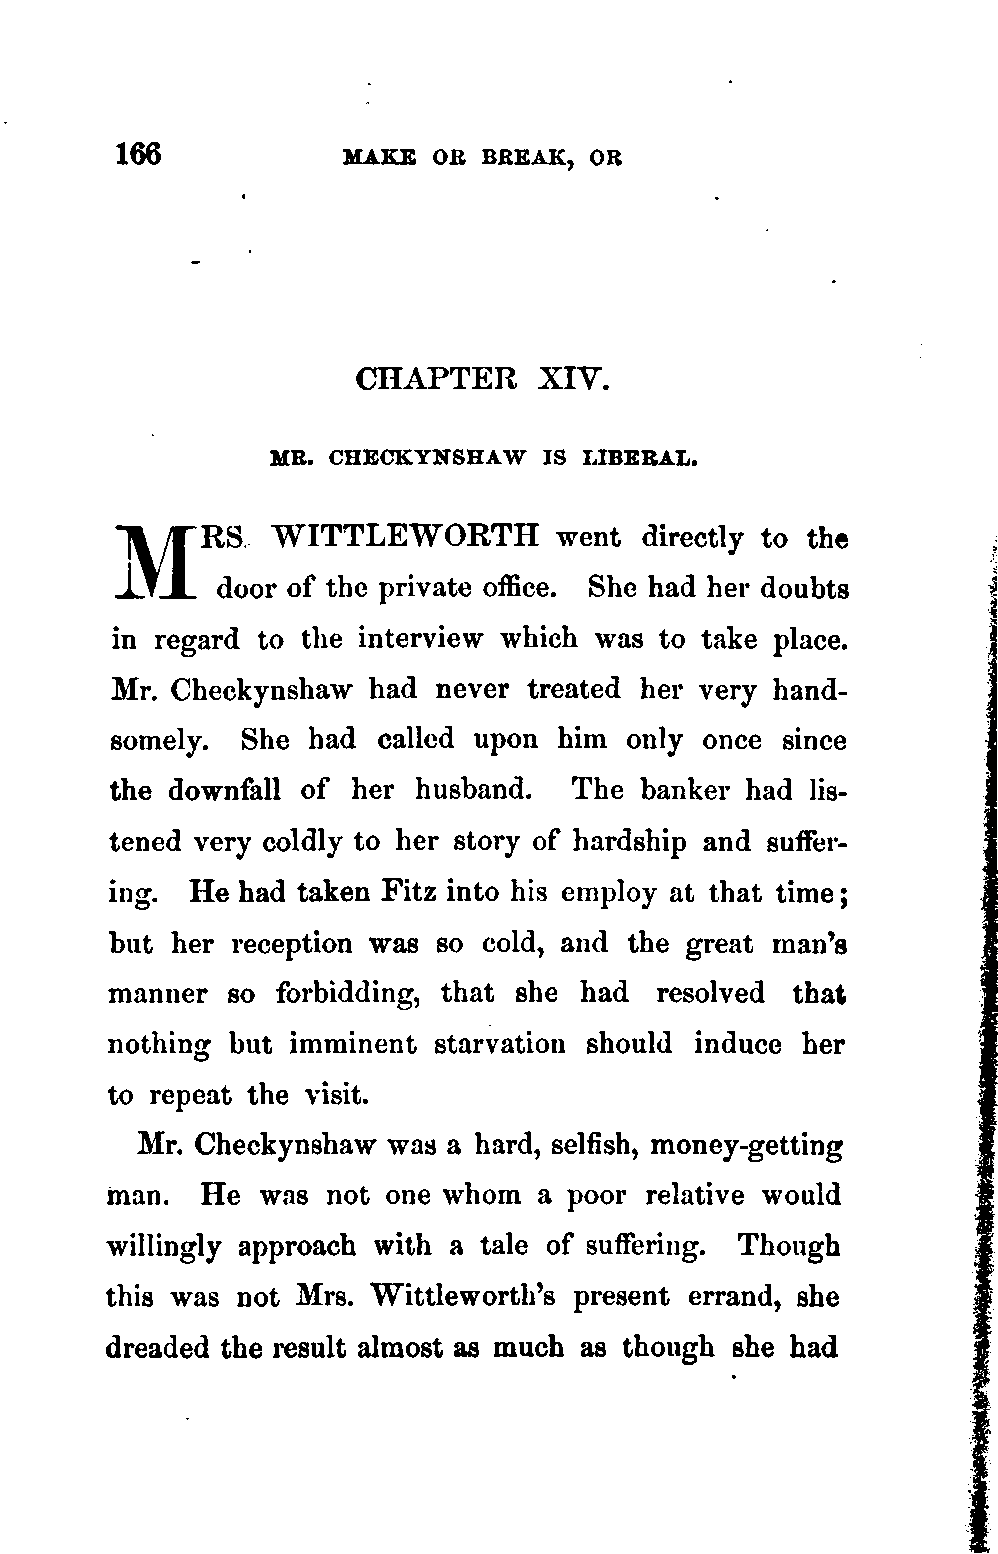 166 MAKE OR BREAK, OR
CHAPTER XIV.
MR. CHECKYNSHAW IS LIBERAL.
MRS. WITTLEWORTH went directly to the
door of the private office. She had her doubts
in regard to the interview which was to take place.
Mr. Checkynshaw had never treated her very hand-
somely. She had called upon him only once since
the downfall of her husband. The banker had lis-
tened very coldly to her story of hardship and suffer-
ing. He had taken Fitz into his employ at that time;
but her reception was so cold, and the great man's
manner so forbidding, that she had resolved that
nothing but imminent starvation should induce her
to repeat the visit.
Mr. Checkynshaw was a hard, selfish, money-getting
man. He was not one whom a poor relative would
willingly approach with a tale of suffering. Though
this was not Mrs. Wittleworth's present errand, she
dreaded the result almost as much as though she had